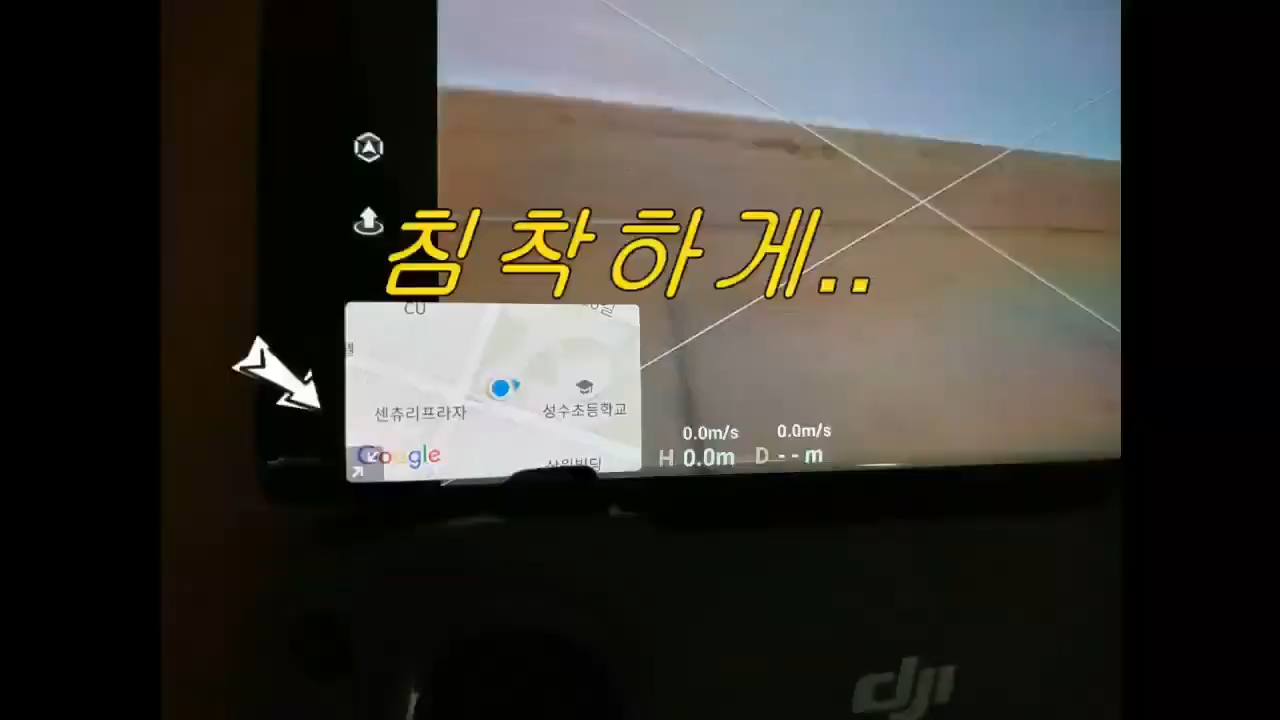 침착하게..
CU
센츄리프라자
성수초등학교
Google
0.0m/s 0.0m/s
H 0.0m D -- m
dji